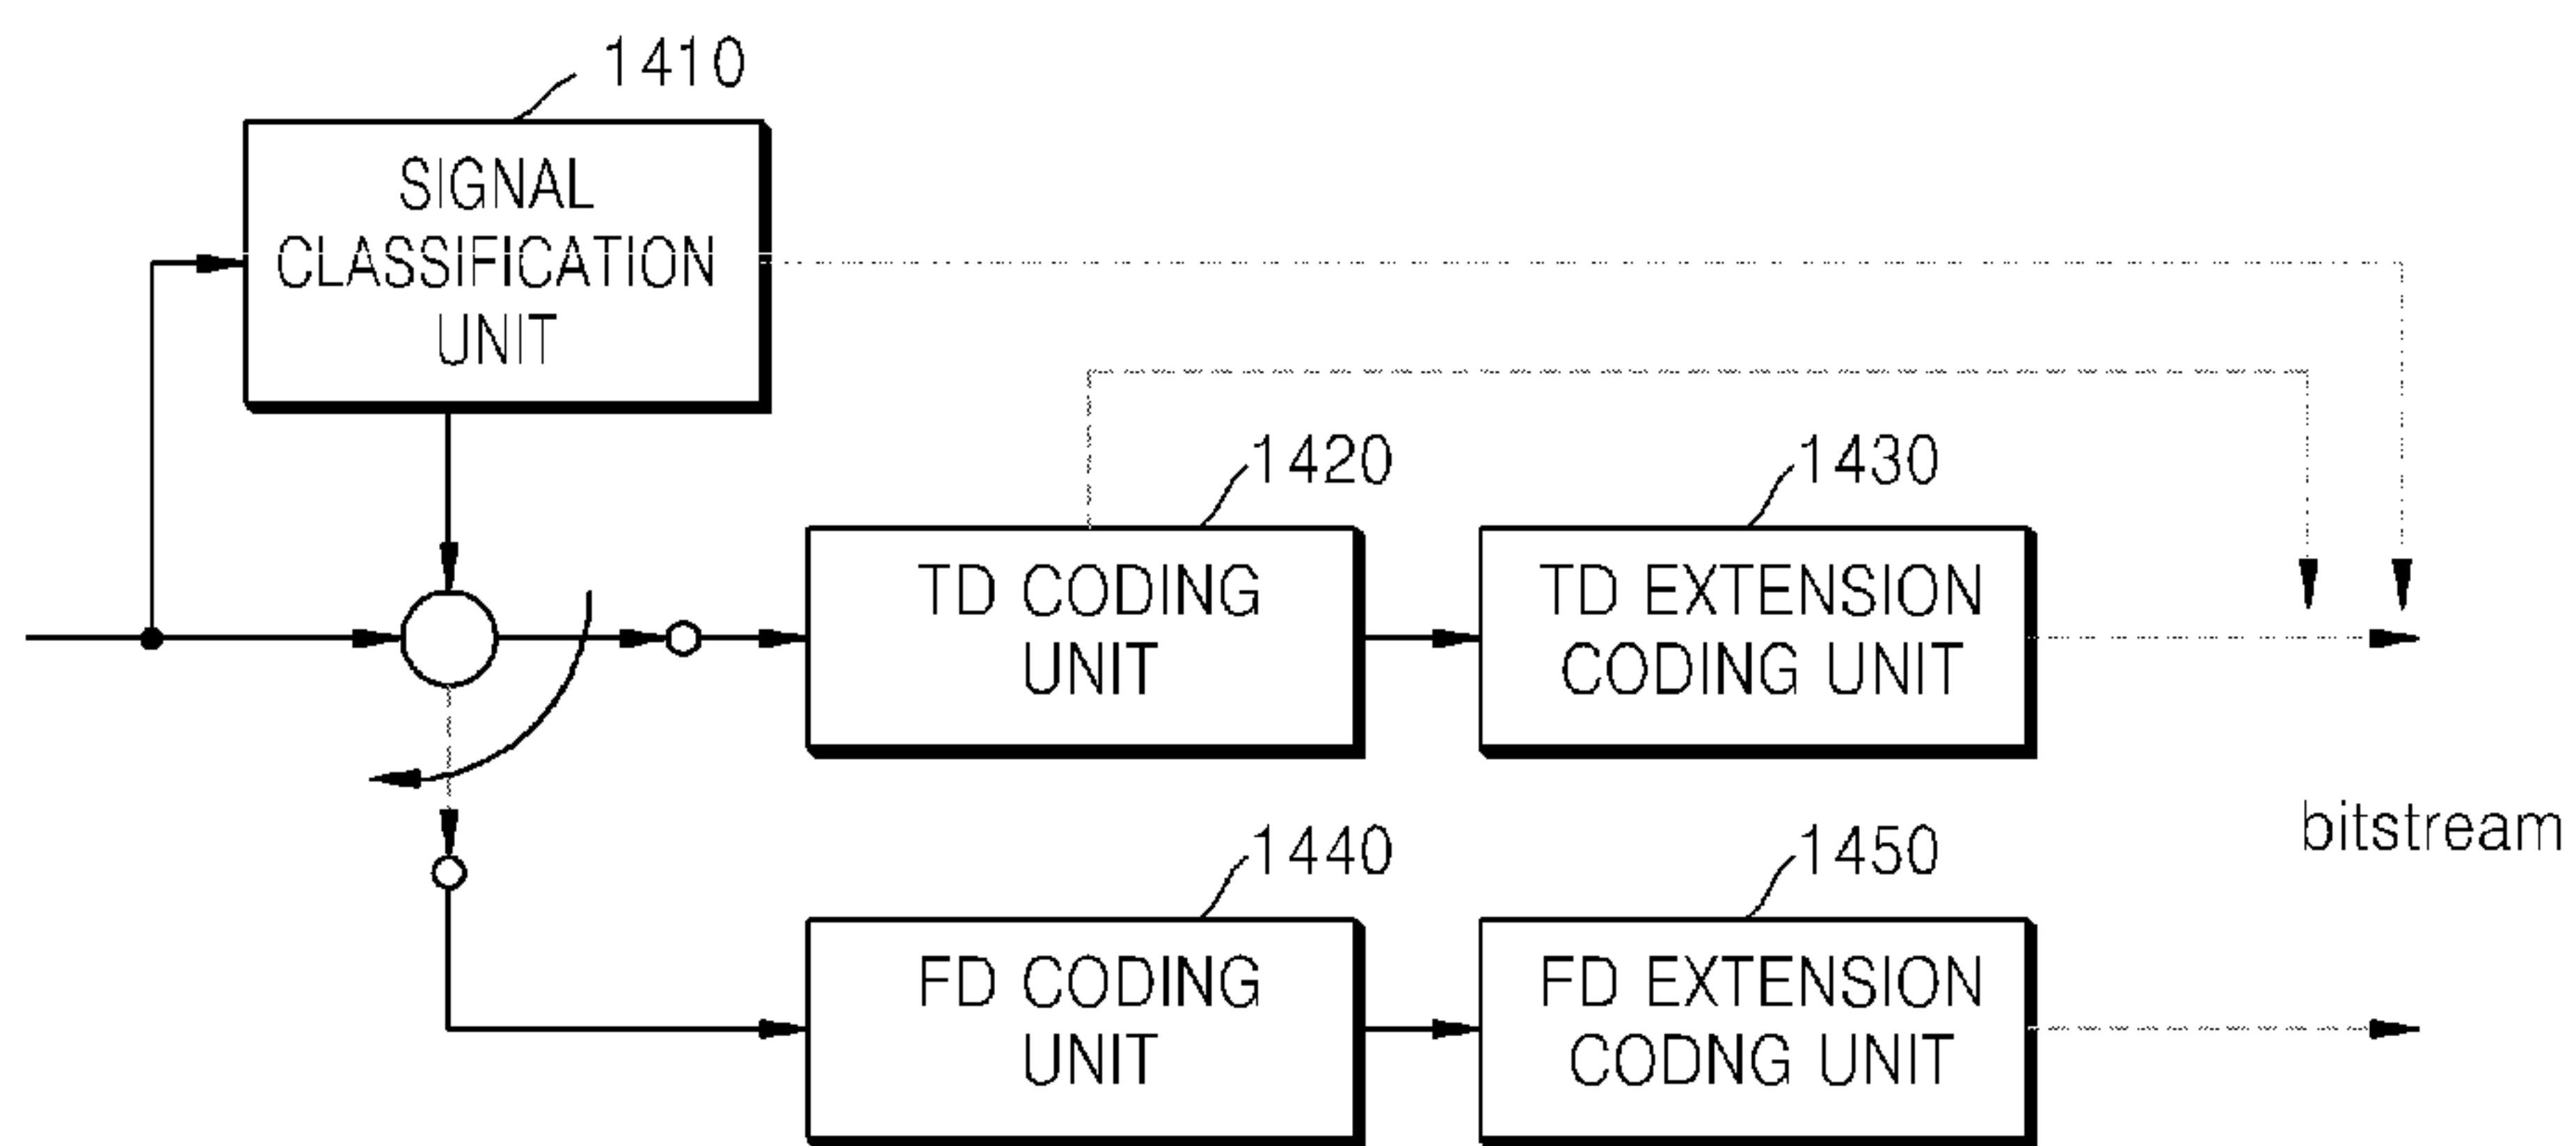 1410
SIGNAL
CLASSIFICATION
UNIT
1420
TD CODING
UNIT
1430
TD EXTENSION
CODING UNIT
bitstream
1440
FD CODING
UNIT
1450
FD EXTENSION
CODNG UNIT